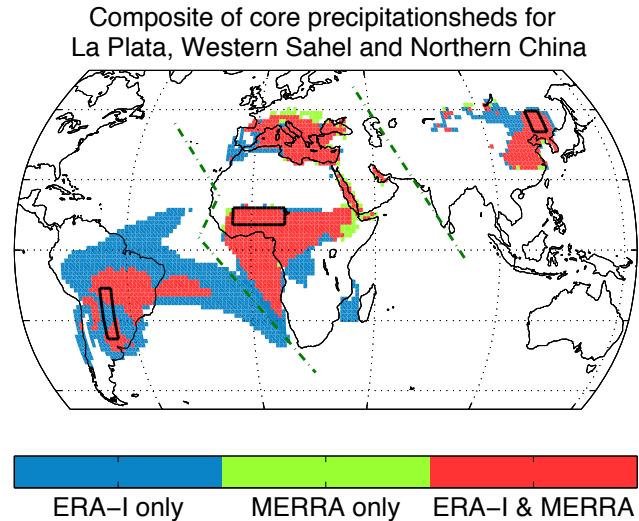 Composite of core precipitationsheds for
La Plata, Western Sahel and Northern China
ERA−I only
MERRA only
ERA−I & MERRA